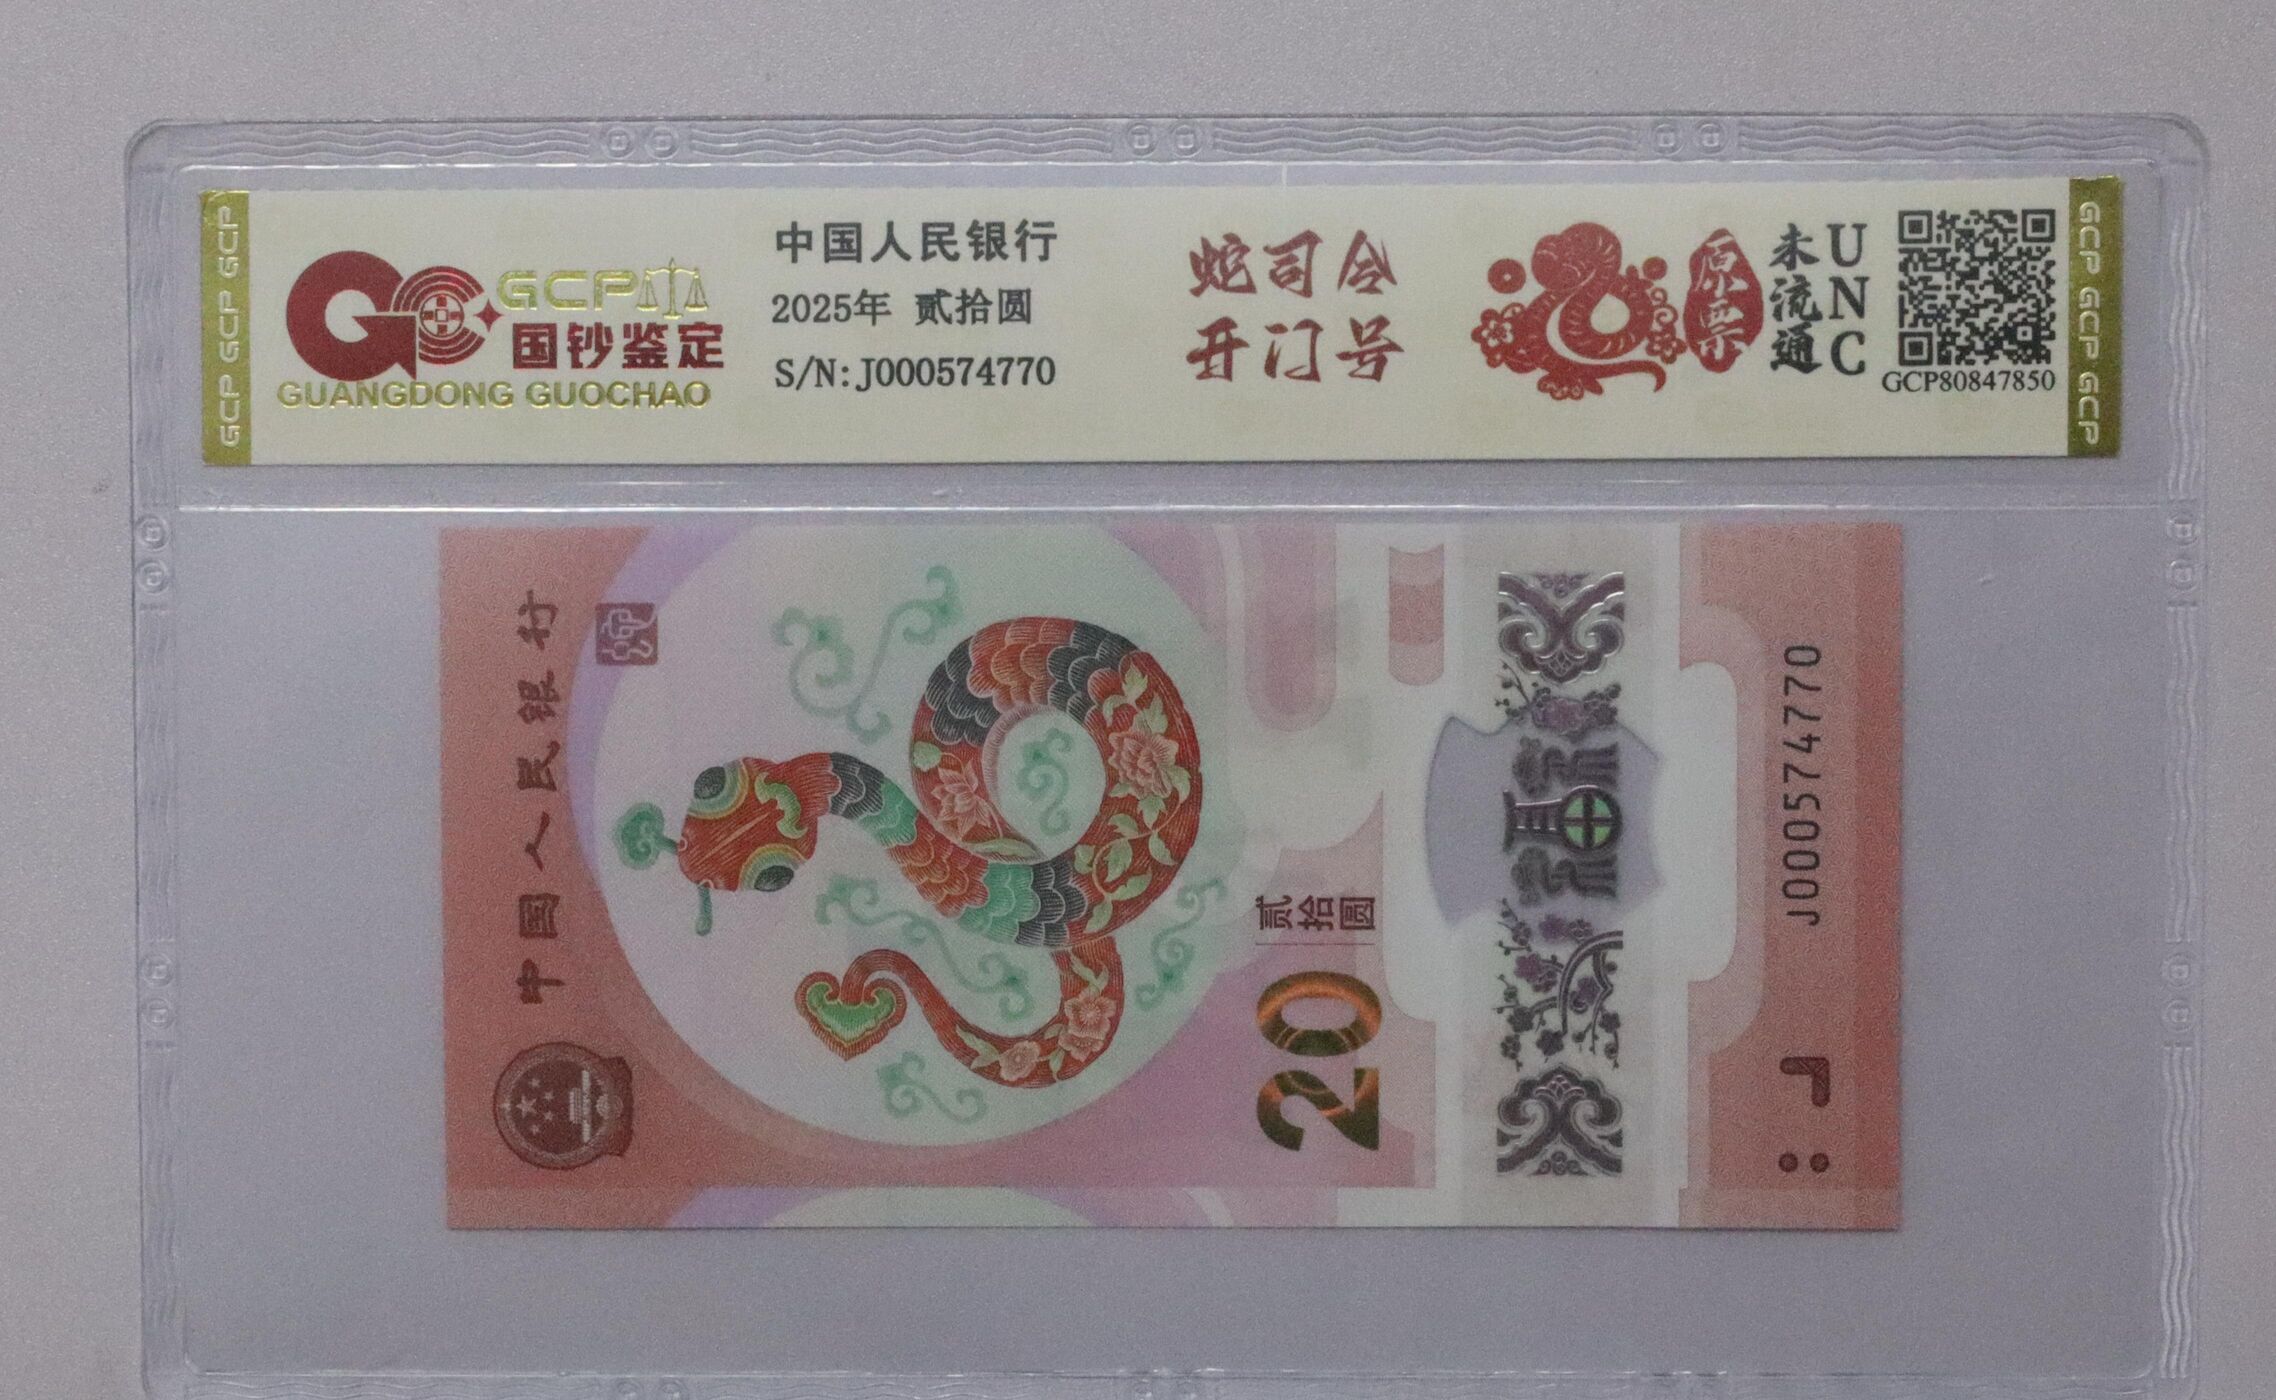 GCP GCP GCP
GCP
国钞鉴定
GUANGDONG GUOCHAO
中国人民银行
2025年 贰拾圆
S/N:J000574770
蛇司令
开门号
原票
未流通
UNC
GCP80847850
GCP GCP GCP
中国人民银行
贰拾圆
20
福
J000574770